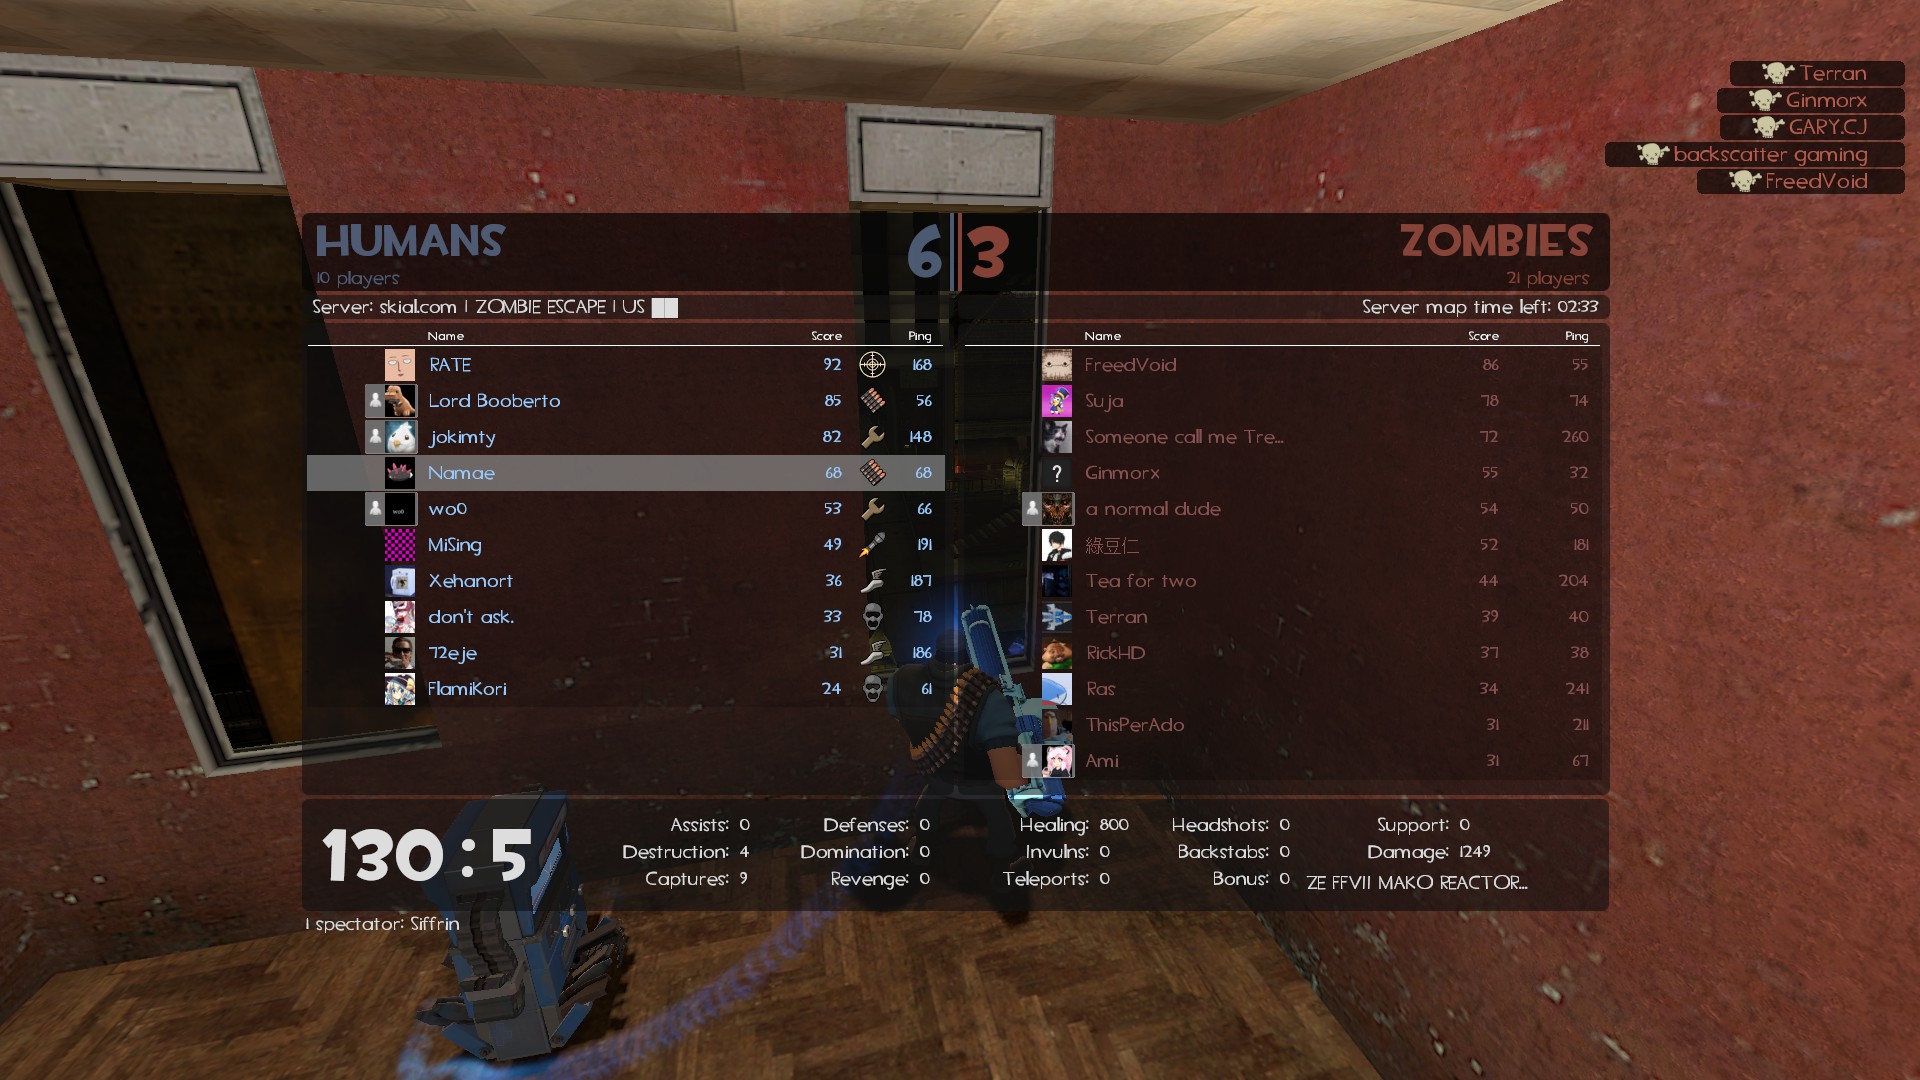 Terran
Ginmorx
GARY.CJ
backscatter gaming
FreedVoid
HUMANS 6 3 ZOMBIES
10 players 21 players
Server: skial.com | ZOMBIE ESCAPE | US Server map time left: 02:33
Name Score Ping Name Score Ping
RATE 92 168 FreedVoid 86 55
Lord Booberto 85 56 Suja 78 74
jokimty 82 148 Someone call me Tre... 72 260
Namae 68 68 ? Ginmorx 55 32
wo0 wo0 53 66 a normal dude 54 50
MiSing 49 191 綠豆仁 52 181
Xehanort 36 187 Tea for two 44 204
don't ask. 33 78 Terran 39 40
72eje 31 186 RickHD 37 38
FlamiKori 24 61 Ras 34 241
ThisPerAdo 31 211
Ami 31 67
130 : 5
Assists: 0 Defenses: 0 Healing: 800 Headshots: 0 Support: 0
Destruction: 4 Domination: 0 Invulns: 0 Backstabs: 0 Damage: 1249
Captures: 9 Revenge: 0 Teleports: 0 Bonus: 0 ZE FFVII MAKO REACTOR...
1 spectator: Siffrin